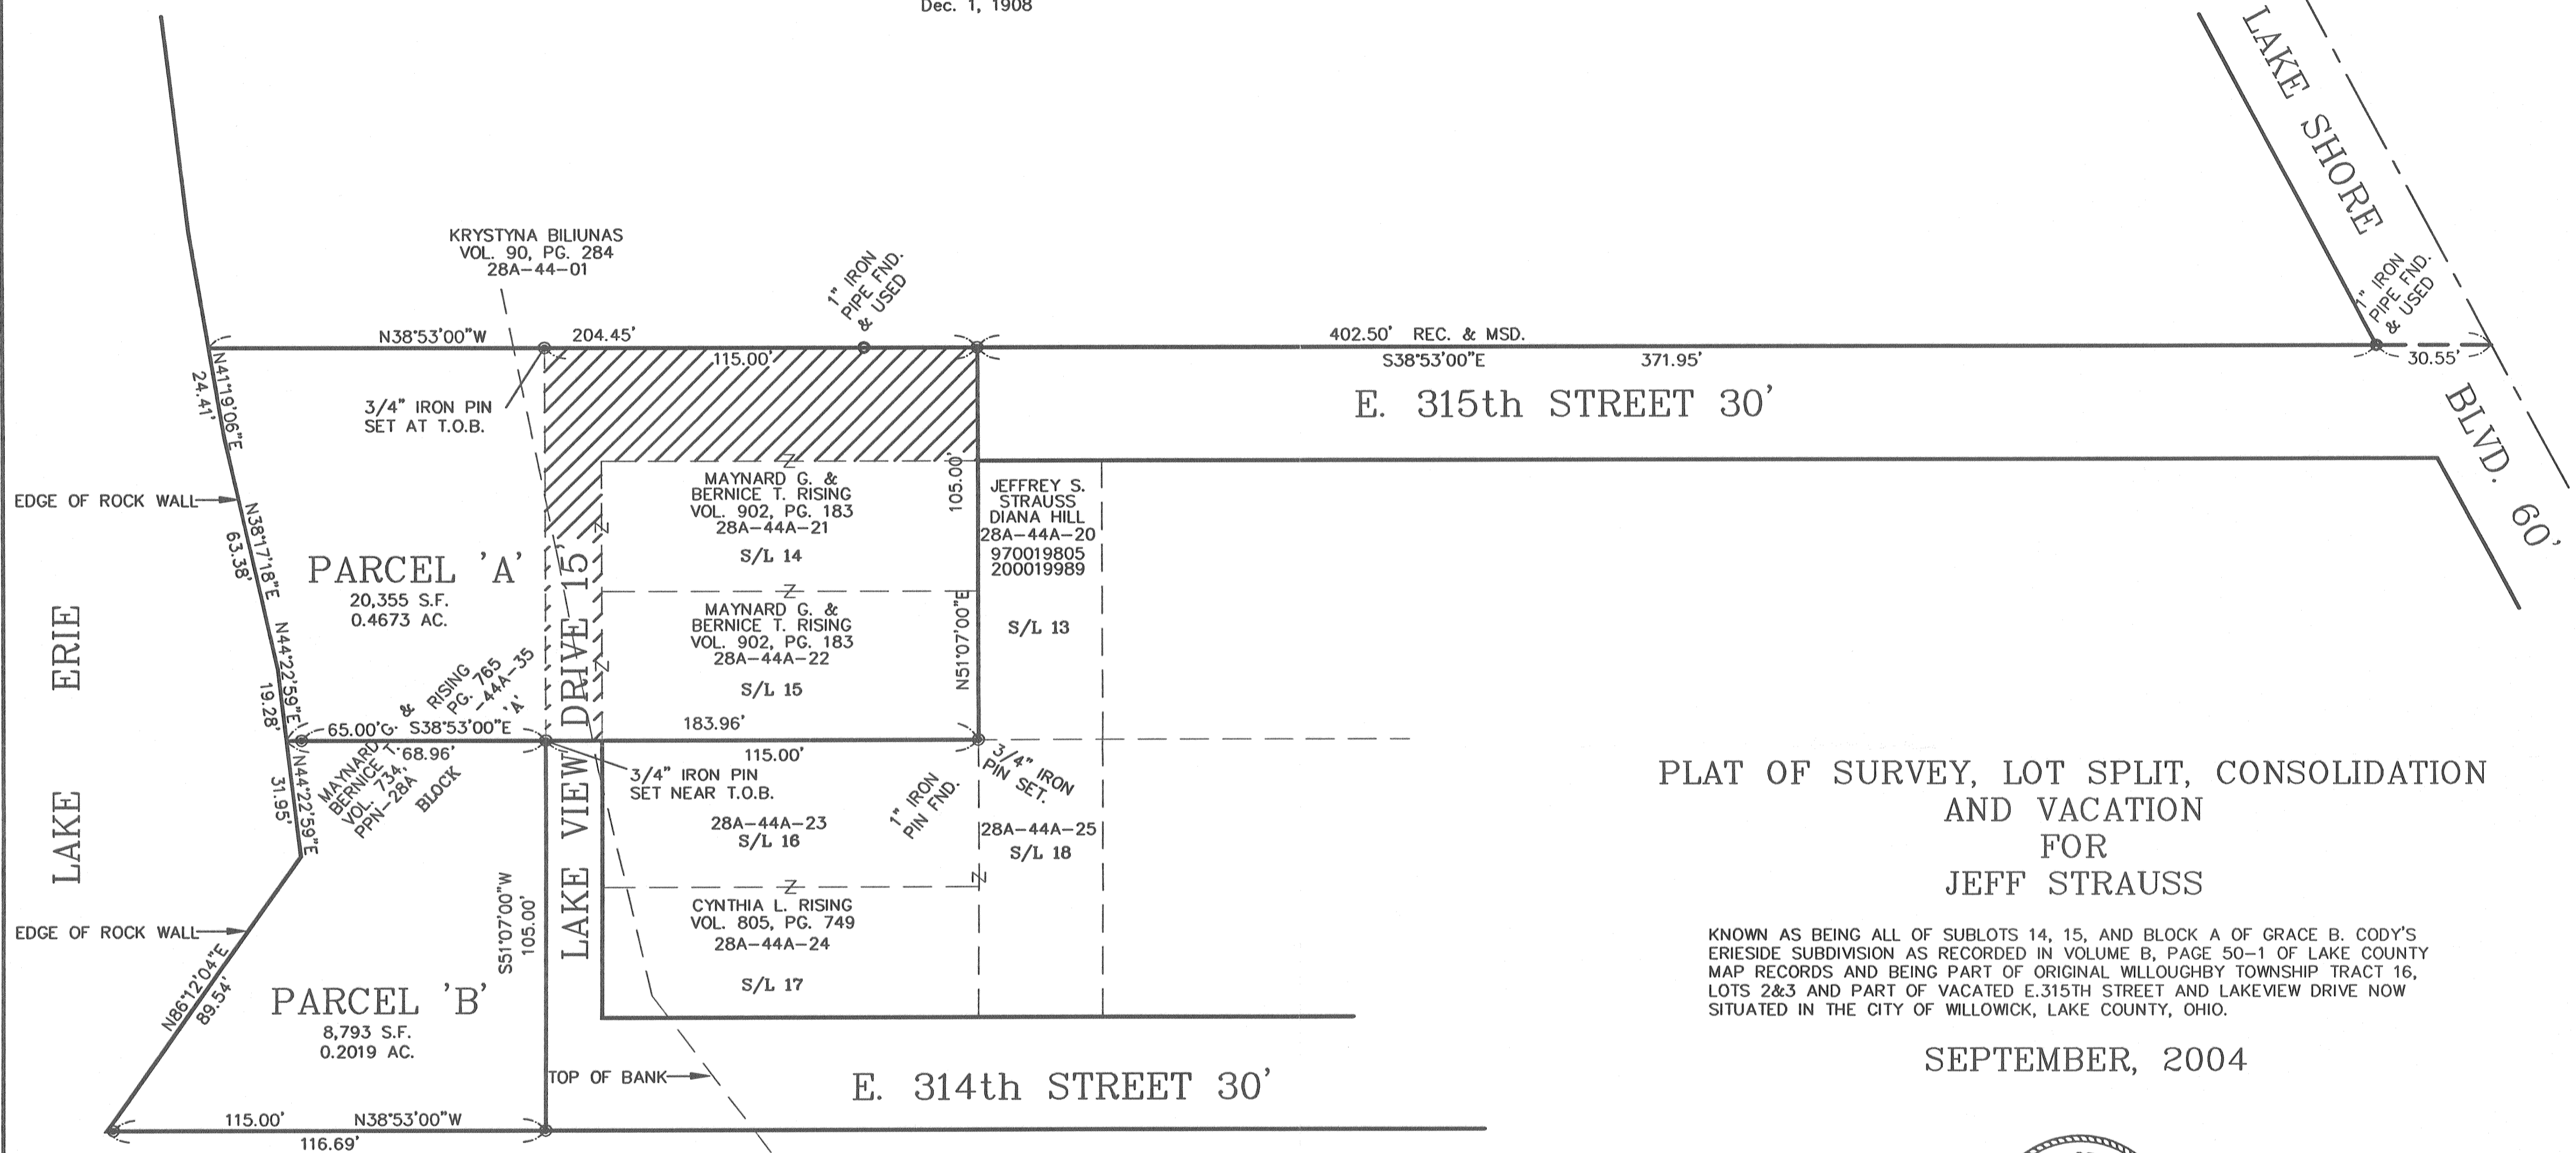 Dec. 1, 1908
LAKE SHORE
BLVD. 60'
KRYSTYNA BILIUNAS
VOL. 90, PG. 284
28A-44-01
1" IRON
PIPE FND.
& USED
1" IRON
PIPE FND.
& USED
N38°53'00"W
204.45'
115.00'
402.50' REC. & MSD.
S38°53'00"E
371.95'
30.55'
E. 315th STREET 30'
N41°19'06"E
24.41'
3/4" IRON PIN
SET AT T.O.B.
EDGE OF ROCK WALL
N38°17'18"E
63.38'
PARCEL 'A'
20,355 S.F.
0.4673 AC.
MAYNARD G. &
BERNICE T. RISING
VOL. 902, PG. 183
28A-44A-21
S/L 14
105.00'
JEFFREY S.
STRAUSS
DIANA HILL
28A-44A-20
970019805
200019989
S/L 13
MAYNARD G. &
BERNICE T. RISING
VOL. 902, PG. 183
28A-44A-22
S/L 15
N51°07'00"E
LAKE ERIE
N44°22'59"E
19.28'
MAYNARD G. &
BERNICE T. RISING
VOL. 734, PG. 765
PPN-28A-44A-35
BLOCK 'A'
65.00'
S38°53'00"E
68.96'
183.96'
115.00'
LAKE VIEW DRIVE 15'
N44°22'59"E
31.95'
3/4" IRON PIN
SET NEAR T.O.B.
1" IRON
PIN FND.
3/4" IRON
PIN SET.
28A-44A-23
S/L 16
28A-44A-25
S/L 18
CYNTHIA L. RISING
VOL. 805, PG. 749
28A-44A-24
S/L 17
S51°07'00"W
105.00'
EDGE OF ROCK WALL
N86°12'04"E
89.54'
PARCEL 'B'
8,793 S.F.
0.2019 AC.
TOP OF BANK
E. 314th STREET 30'
115.00'
N38°53'00"W
116.69'
PLAT OF SURVEY, LOT SPLIT, CONSOLIDATION
AND VACATION
FOR
JEFF STRAUSS
KNOWN AS BEING ALL OF SUBLOTS 14, 15, AND BLOCK A OF GRACE B. CODY'S
ERIESIDE SUBDIVISION AS RECORDED IN VOLUME B, PAGE 50-1 OF LAKE COUNTY
MAP RECORDS AND BEING PART OF ORIGINAL WILLOUGHBY TOWNSHIP TRACT 16,
LOTS 2&3 AND PART OF VACATED E.315TH STREET AND LAKEVIEW DRIVE NOW
SITUATED IN THE CITY OF WILLOWICK, LAKE COUNTY, OHIO.
SEPTEMBER, 2004